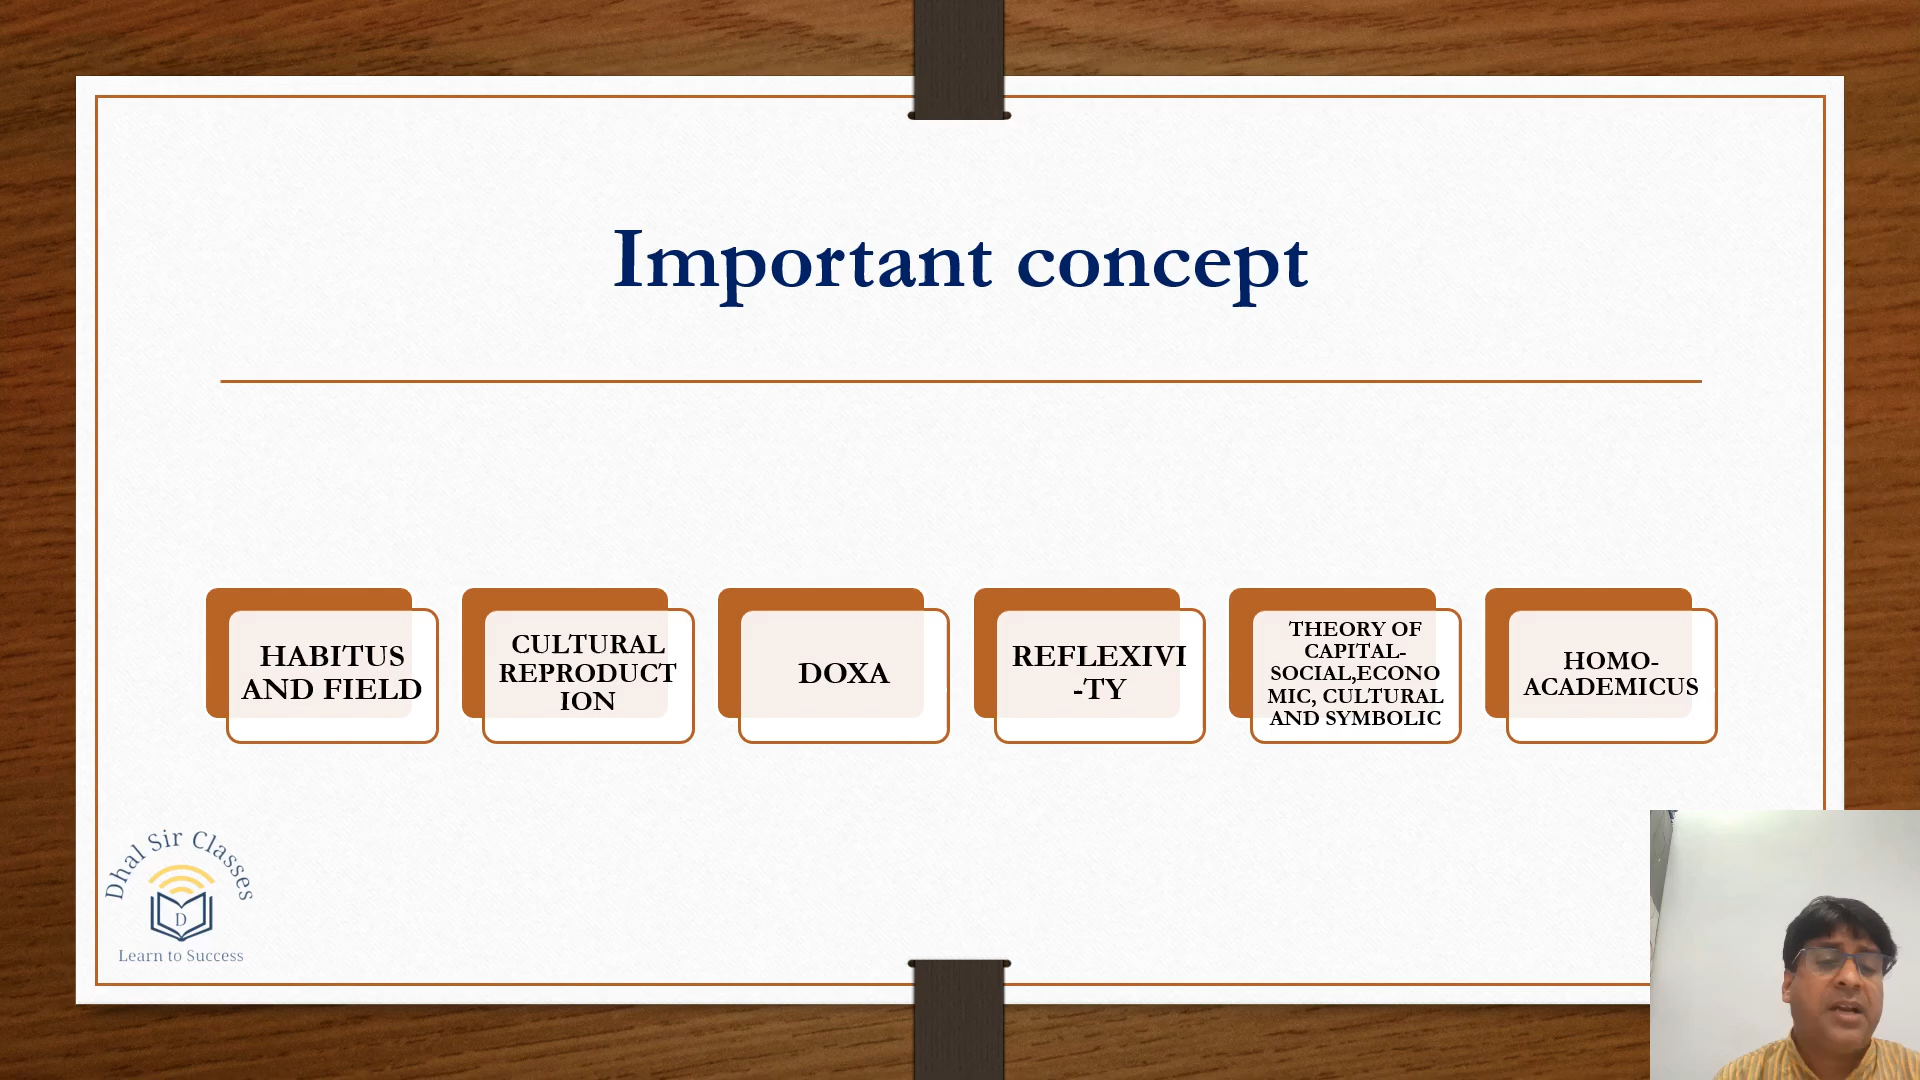 Important concept
HABITUS
AND FIELD
CULTURAL
REPRODUCT
ION
DOXA
REFLEXIVI
-TY
THEORY OF
CAPITAL-
SOCIAL,ECONO
MIC, CULTURAL
AND SYMBOLIC
HOMO-
ACADEMICUS
Dhal Sir Classes
D
Learn to Success